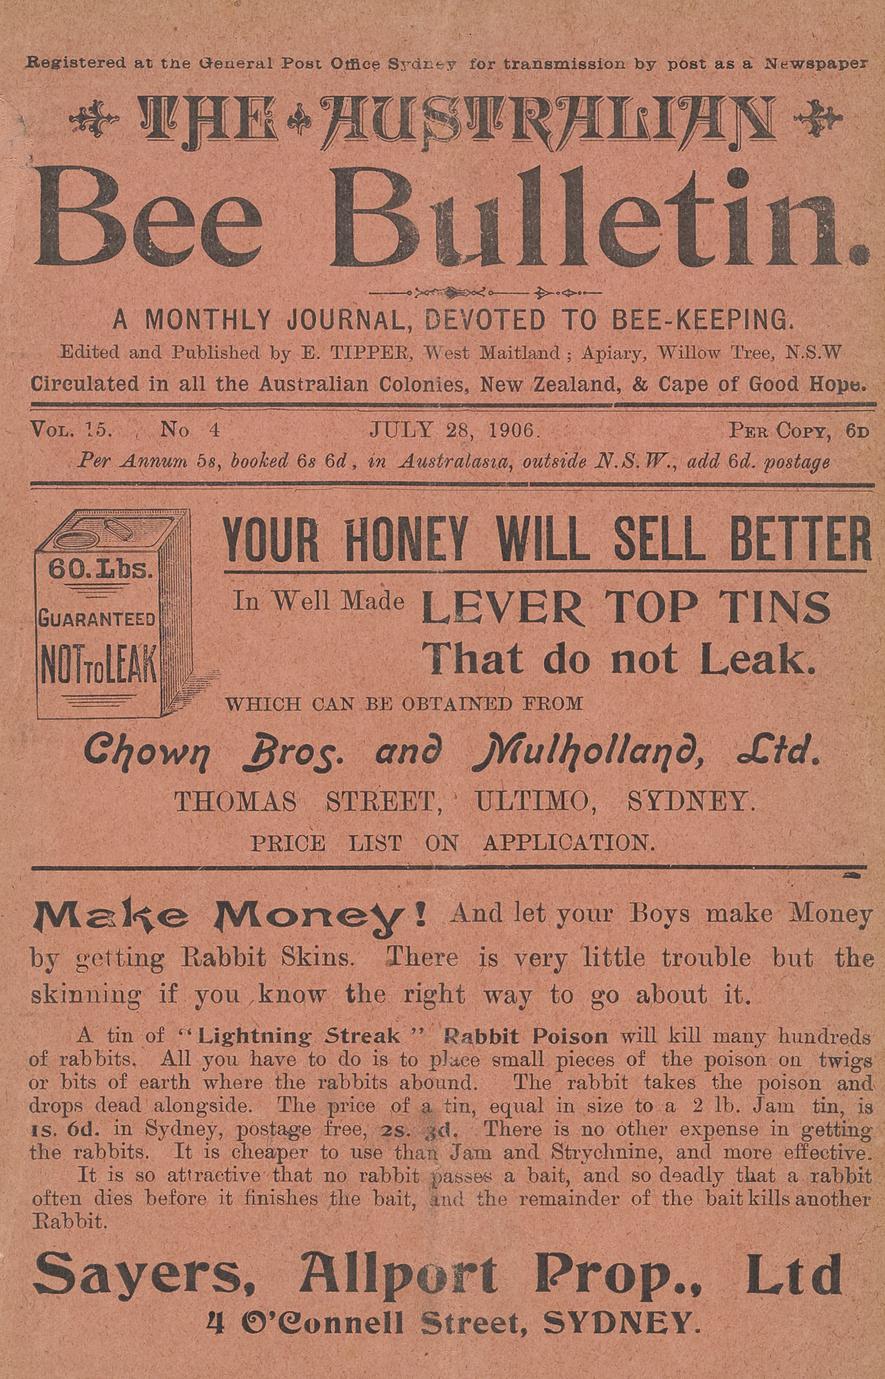 Registered at the General Post Office Sydney for transmission by post as a Newspaper
THE AUSTRALIAN
Bee Bulletin.
A MONTHLY JOURNAL, DEVOTED TO BEE-KEEPING.
Edited and Published by E. TIPPER, West Maitland; Apiary, Willow Tree, N.S.W
Circulated in all the Australian Colonies, New Zealand, & Cape of Good Hope.
VOL. 15. No 4 JULY 28, 1906. PER COPY, 6D
Per Annum 5s, booked 6s 6d, in Australasia, outside N.S.W., add 6d. postage
60. Lbs.
GUARANTEED
NOT TO LEAK
YOUR HONEY WILL SELL BETTER
In Well Made LEVER TOP TINS
That do not Leak.
WHICH CAN BE OBTAINED FROM
Chown Bros. and Mulholland, Ltd.
THOMAS STREET, ULTIMO, SYDNEY.
PRICE LIST ON APPLICATION.
Make Money! And let your Boys make Money
by getting Rabbit Skins. There is very little trouble but the
skinning if you know the right way to go about it.
A tin of "Lightning Streak" Rabbit Poison will kill many hundreds
of rabbits. All you have to do is to place small pieces of the poison on twigs
or bits of earth where the rabbits abound. The rabbit takes the poison and
drops dead alongside. The price of a tin, equal in size to a 2 lb. Jam tin, is
1s. 6d. in Sydney, postage free, 2s. 3d. There is no other expense in getting
the rabbits. It is cheaper to use than Jam and Strychnine, and more effective.
It is so attractive that no rabbit passes a bait, and so deadly that a rabbit
often dies before it finishes the bait, and the remainder of the bait kills another
Rabbit.
Sayers, Allport Prop., Ltd
4 O'Connell Street, SYDNEY.